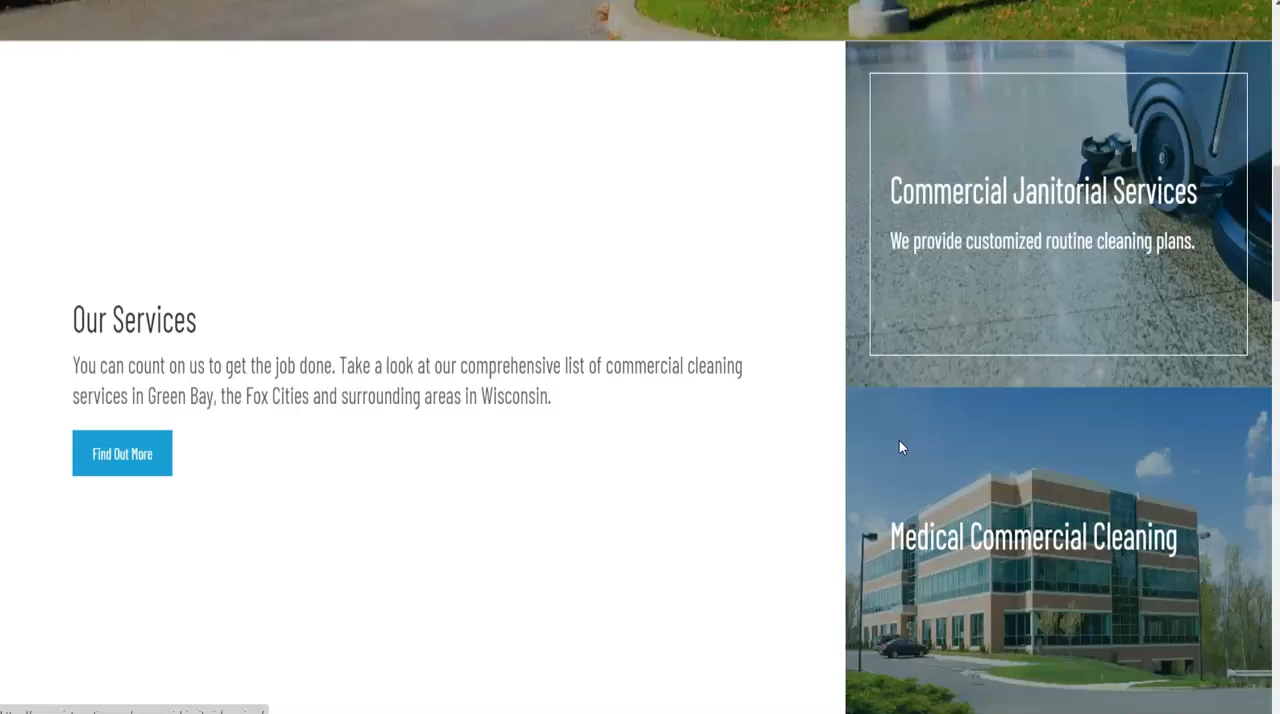 Our Services
You can count on us to get the job done. Take a look at our comprehensive list of commercial cleaning
services in Green Bay, the Fox Cities and surrounding areas in Wisconsin.
Find Out More
Commercial Janitorial Services
We provide customized routine cleaning plans.
Medical Commercial Cleaning